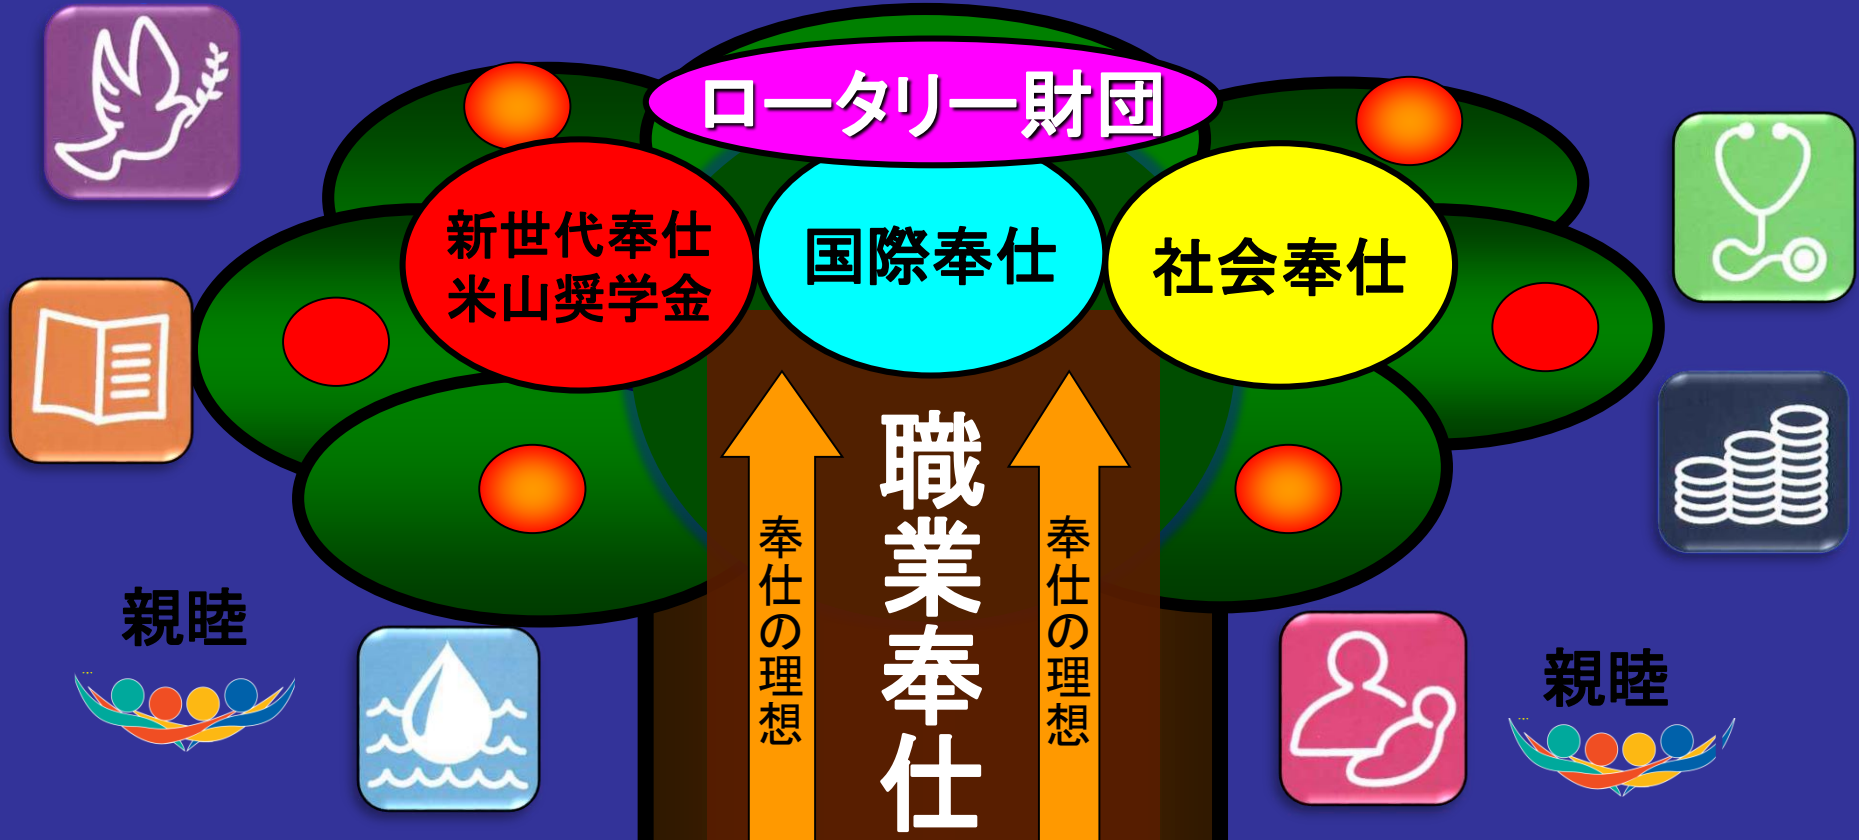 ロータリー財団
新世代奉仕
米山奨学金
国際奉仕
社会奉仕
職業奉仕
奉仕の理想
奉仕の理想
親睦
親睦